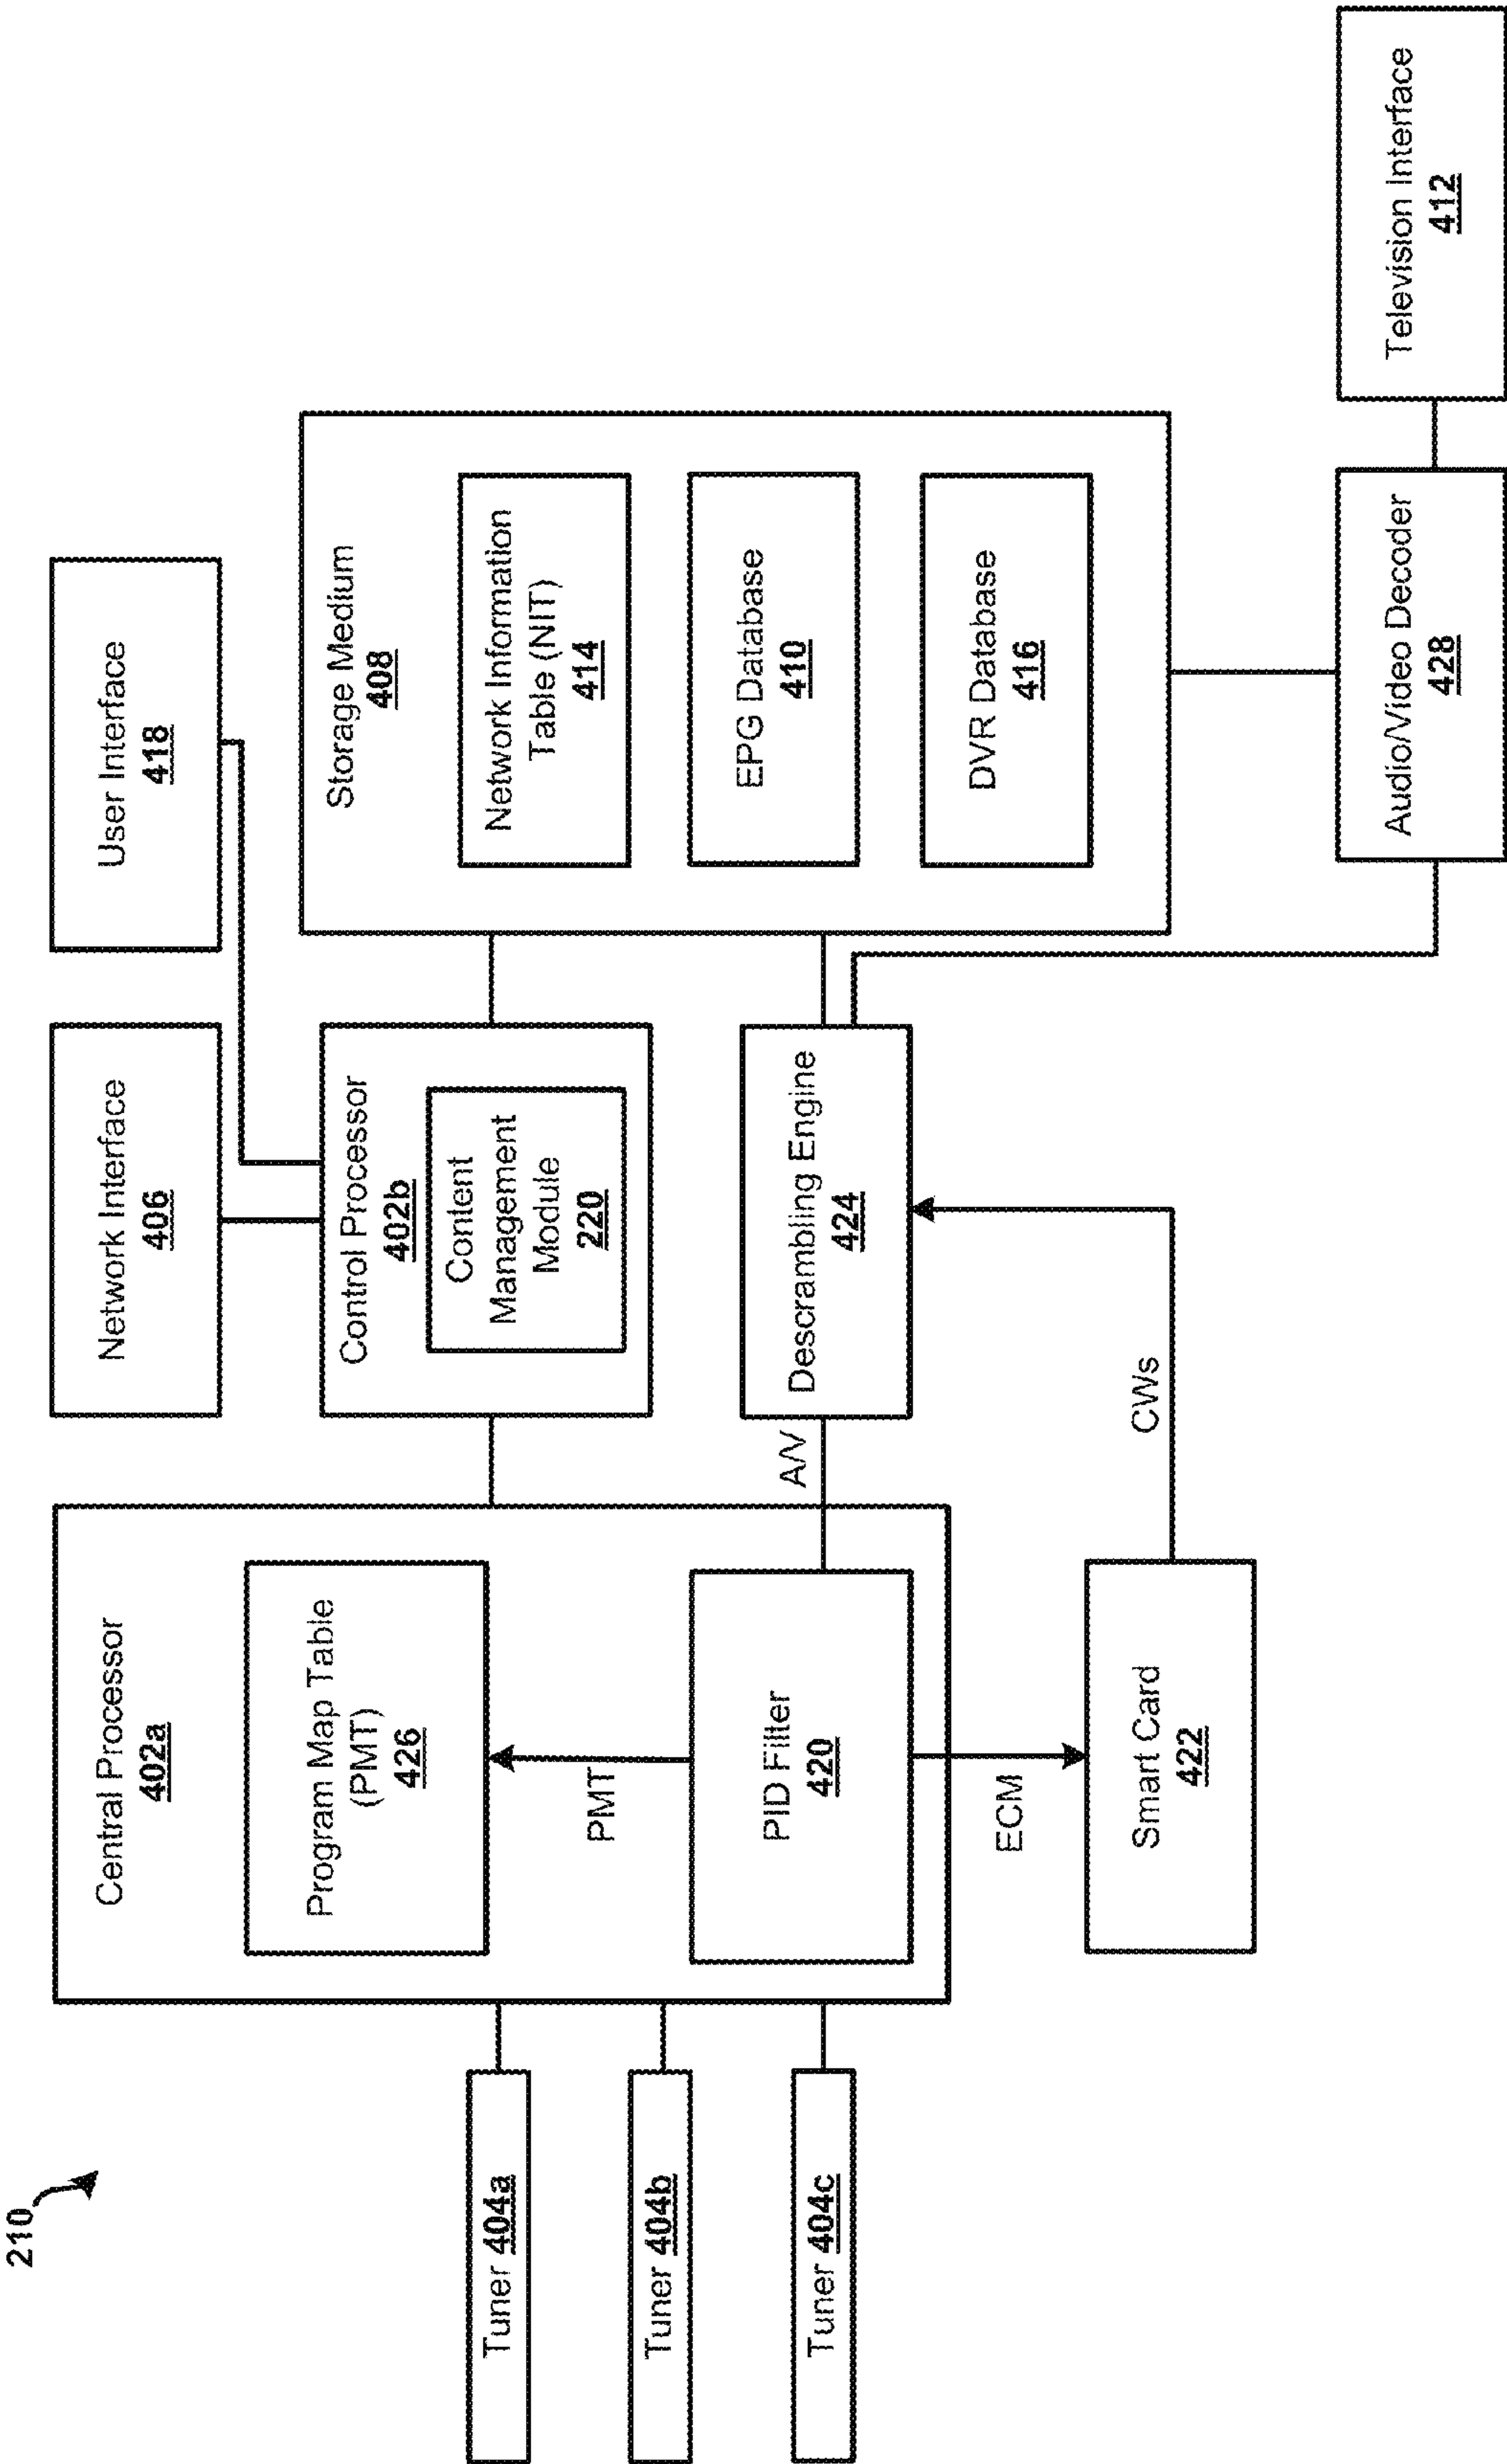 210
Tuner 404a
Tuner 404b
Tuner 404c
Central Processor
402a
Program Map Table
(PMT)
426
PMT
PID Filter
420
ECM
Smart Card
422
A/V
CWs
Network Interface
406
User Interface
418
Control Processor
402b
Content
Management
Module
220
Descrambling Engine
424
Storage Medium
408
Network Information
Table (NIT)
414
EPG Database
410
DVR Database
416
Audio/Video Decoder
428
Television Interface
412